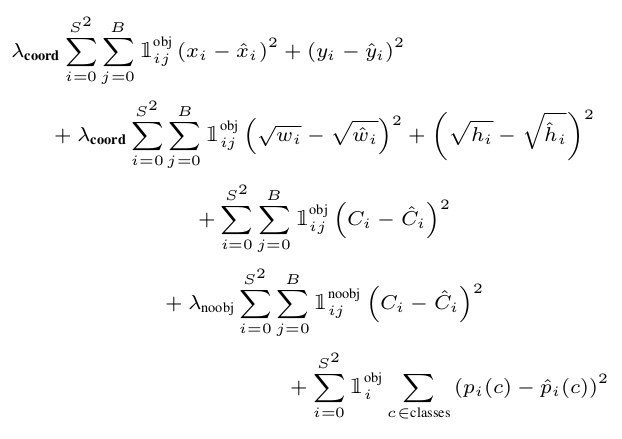 λ_coord ∑_{i=0}^{S^2} ∑_{j=0}^{B} 𝟙_{ij}^{obj} (x_i − x̂_i)^2 + (y_i − ŷ_i)^2
+ λ_coord ∑_{i=0}^{S^2} ∑_{j=0}^{B} 𝟙_{ij}^{obj} (√w_i − √ŵ_i)^2 + (√h_i − √ĥ_i)^2
+ ∑_{i=0}^{S^2} ∑_{j=0}^{B} 𝟙_{ij}^{obj} (C_i − Ĉ_i)^2
+ λ_noobj ∑_{i=0}^{S^2} ∑_{j=0}^{B} 𝟙_{ij}^{noobj} (C_i − Ĉ_i)^2
+ ∑_{i=0}^{S^2} 𝟙_i^{obj} ∑_{c∈classes} (p_i(c) − p̂_i(c))^2